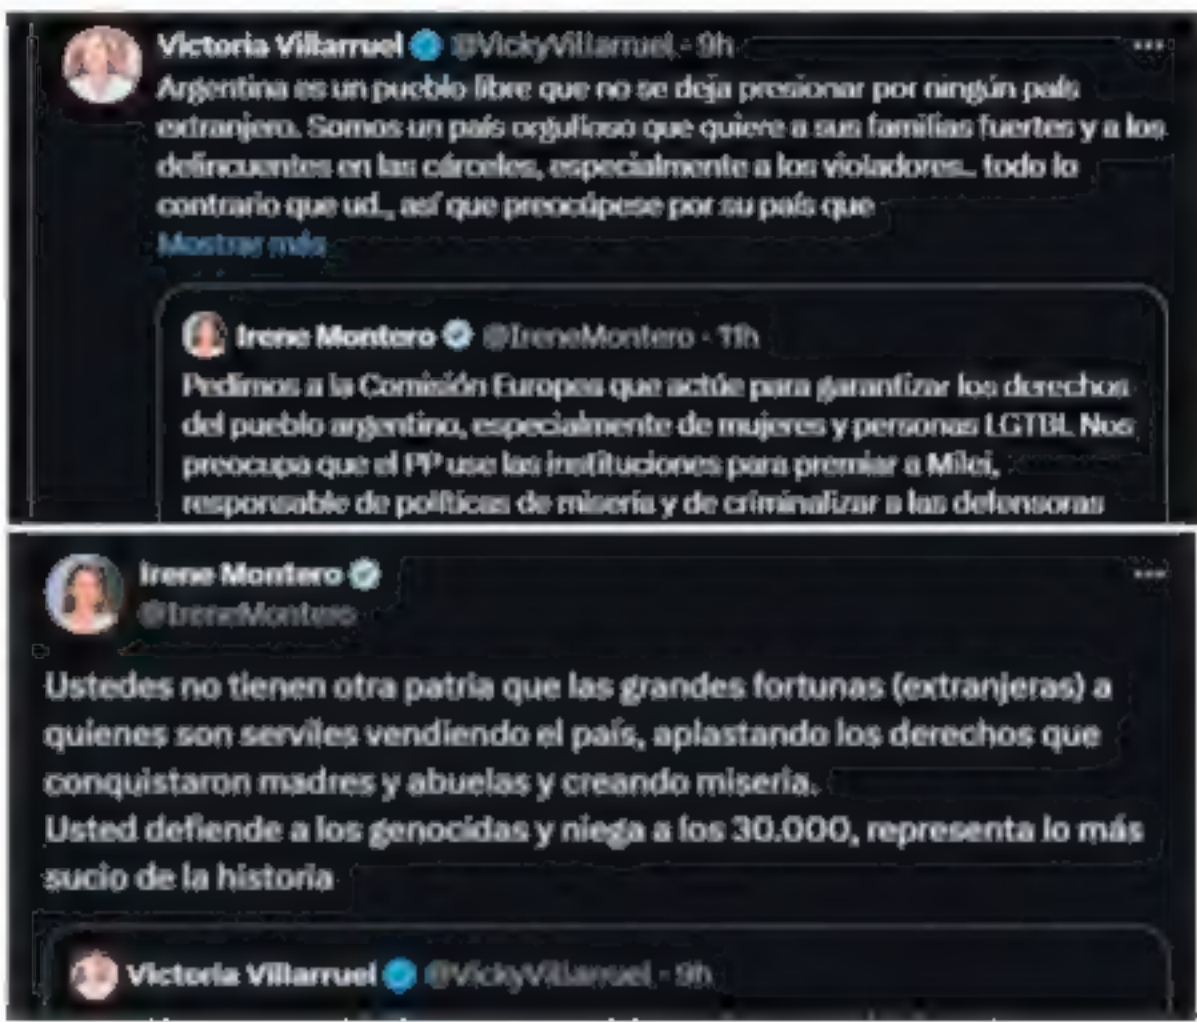 Victoria Villarruel @VickyVillarruel · 9h
Argentina es un pueblo libre que no se deja presionar por ningún país
extranjero. Somos un país orgulloso que quiere a sus familias fuertes y a los
delincuentes en las cárceles, especialmente a los violadores.. todo lo
contrario que ud., así que preocúpese por su país que
Mostrar más
Irene Montero @IreneMontero · 11h
Pedimos a la Comisión Europea que actúe para garantizar los derechos
del pueblo argentino, especialmente de mujeres y personas LGTBI. Nos
preocupa que el PP use las instituciones para premiar a Milei,
responsable de políticas de miseria y de criminalizar a las defensoras
Irene Montero
@IreneMontero
Ustedes no tienen otra patria que las grandes fortunas (extranjeras) a
quienes son serviles vendiendo el país, aplastando los derechos que
conquistaron madres y abuelas y creando miseria.
Usted defiende a los genocidas y niega a los 30.000, representa lo más
sucio de la historia
Victoria Villarruel @VickyVillarruel · 9h